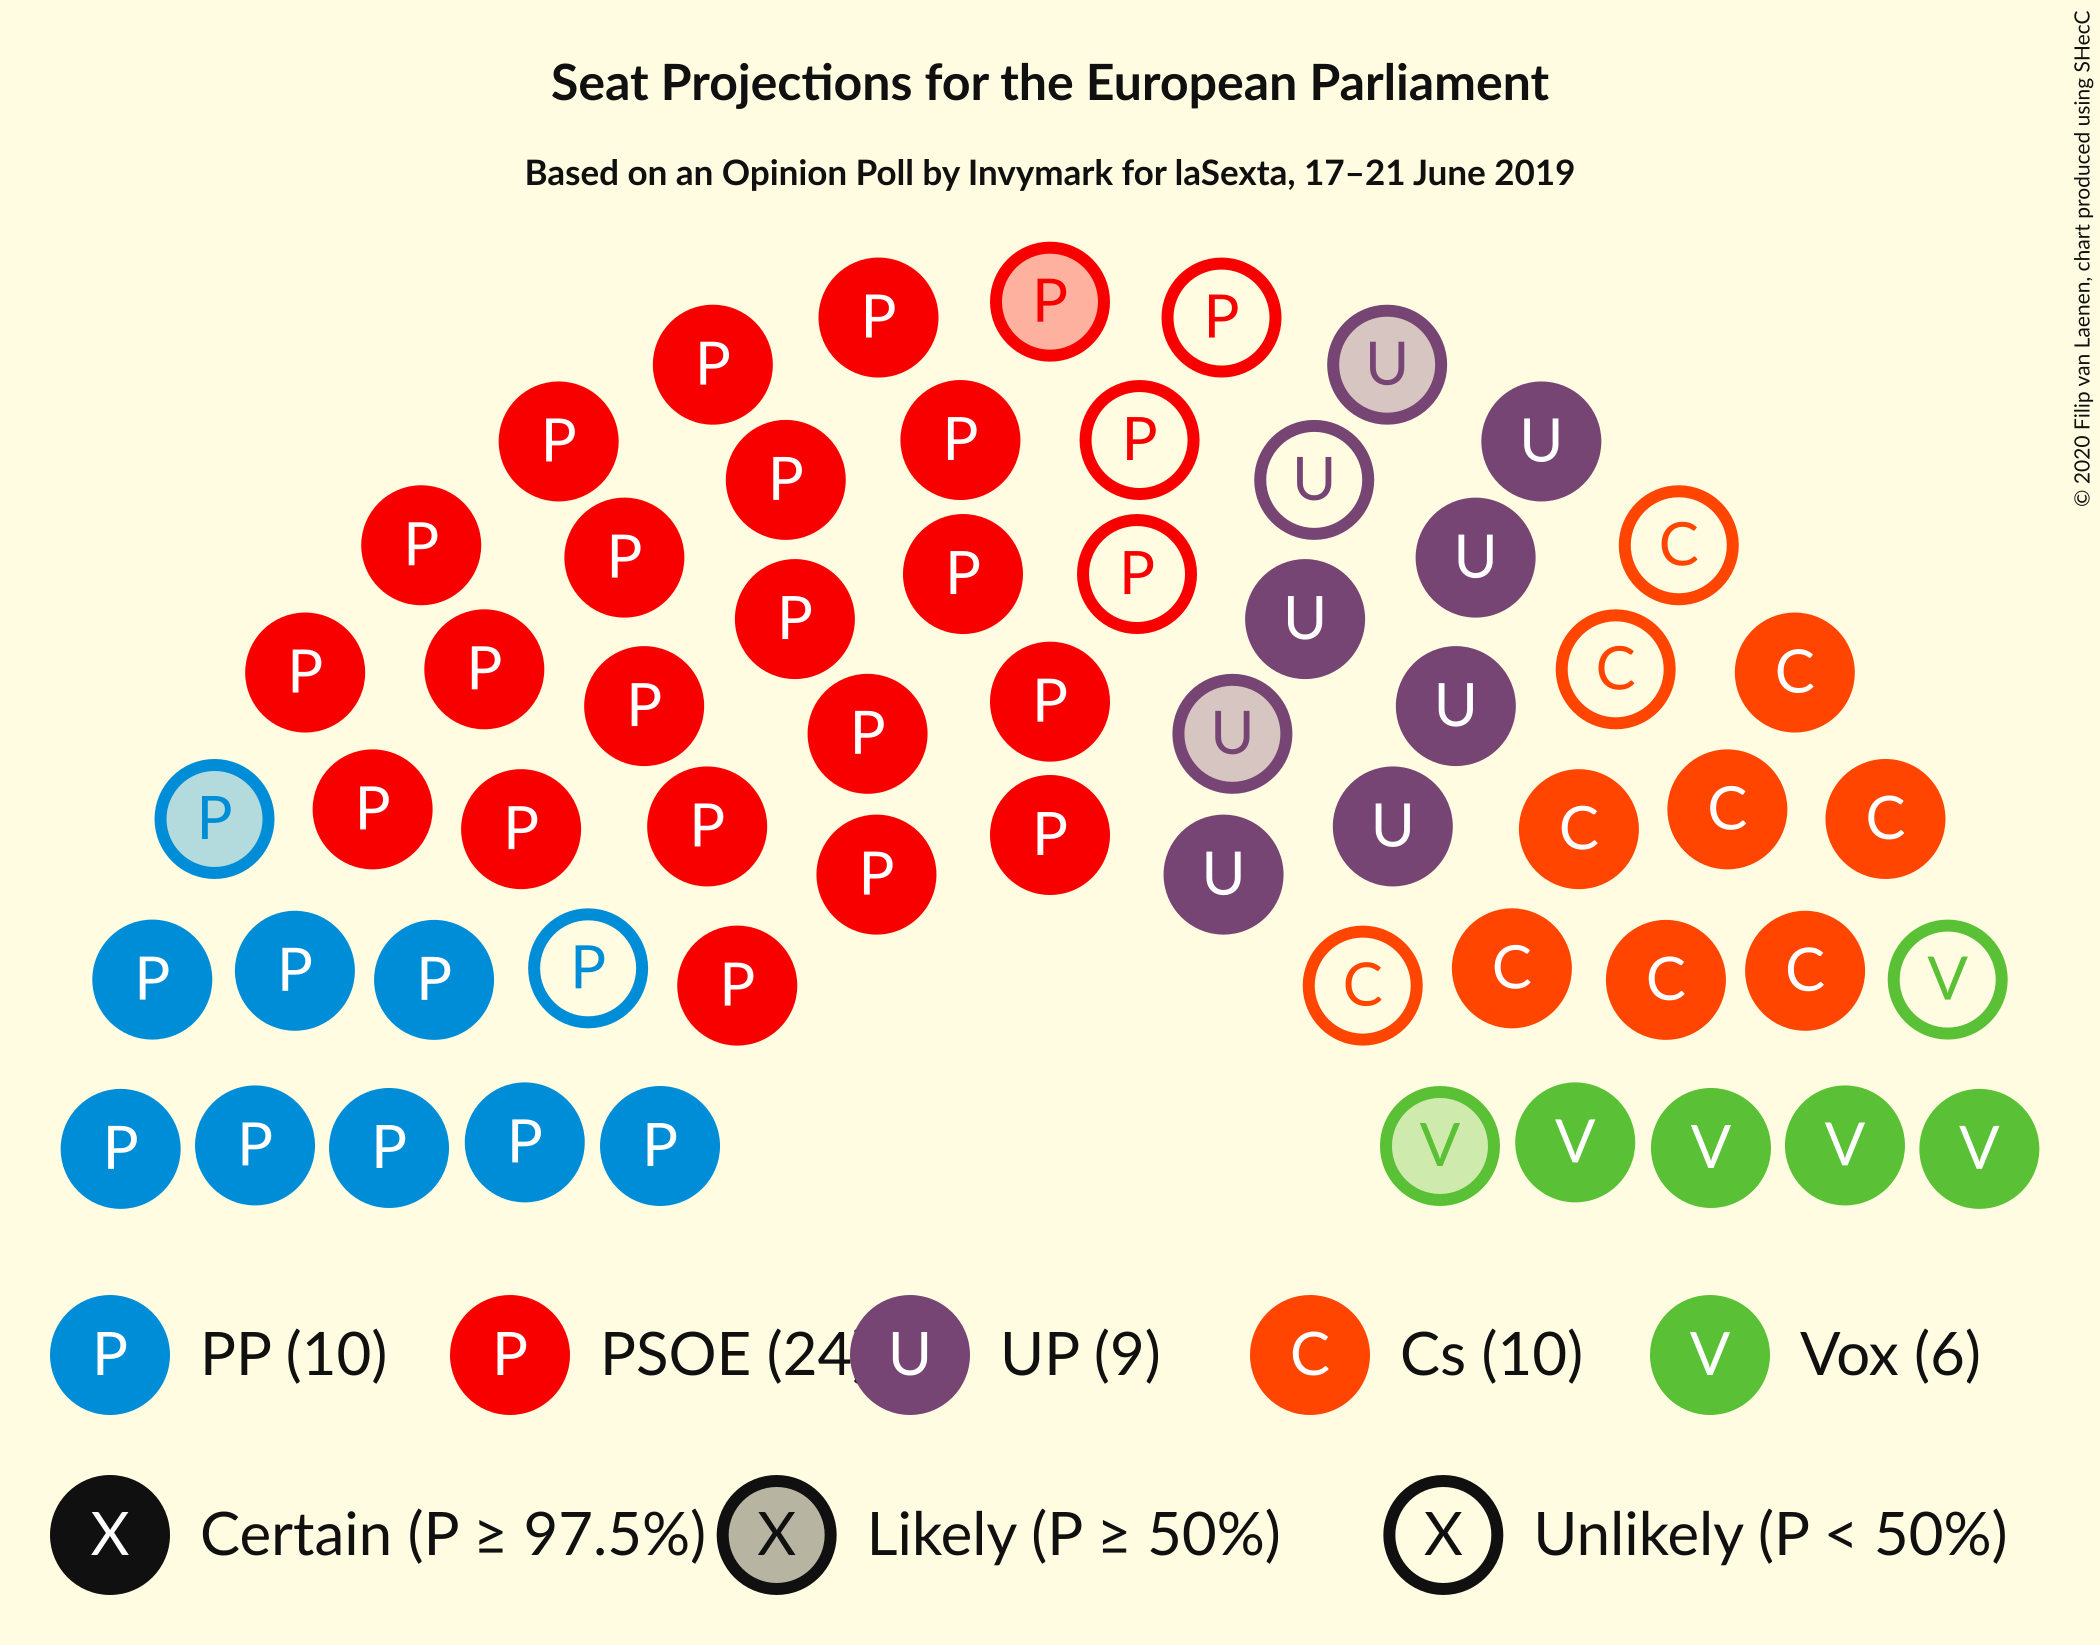 Seat Projections for the European Parliament
Based on an Opinion Poll by Invymark for laSexta, 17–21 June 2019
© 2020 Filip van Laenen, chart produced using SHecC
P
P P
P U
P P P U
P U
P C
P U
P P
P U
P P C C
P P U
P U
P P P P P U C C C
P U
P P P P P C C C C V
P P P P P V V V V V
P PP (10) P PSOE (24) U UP (9) C Cs (10) V Vox (6)
X Certain (P ≥ 97.5%) X Likely (P ≥ 50%) X Unlikely (P < 50%)